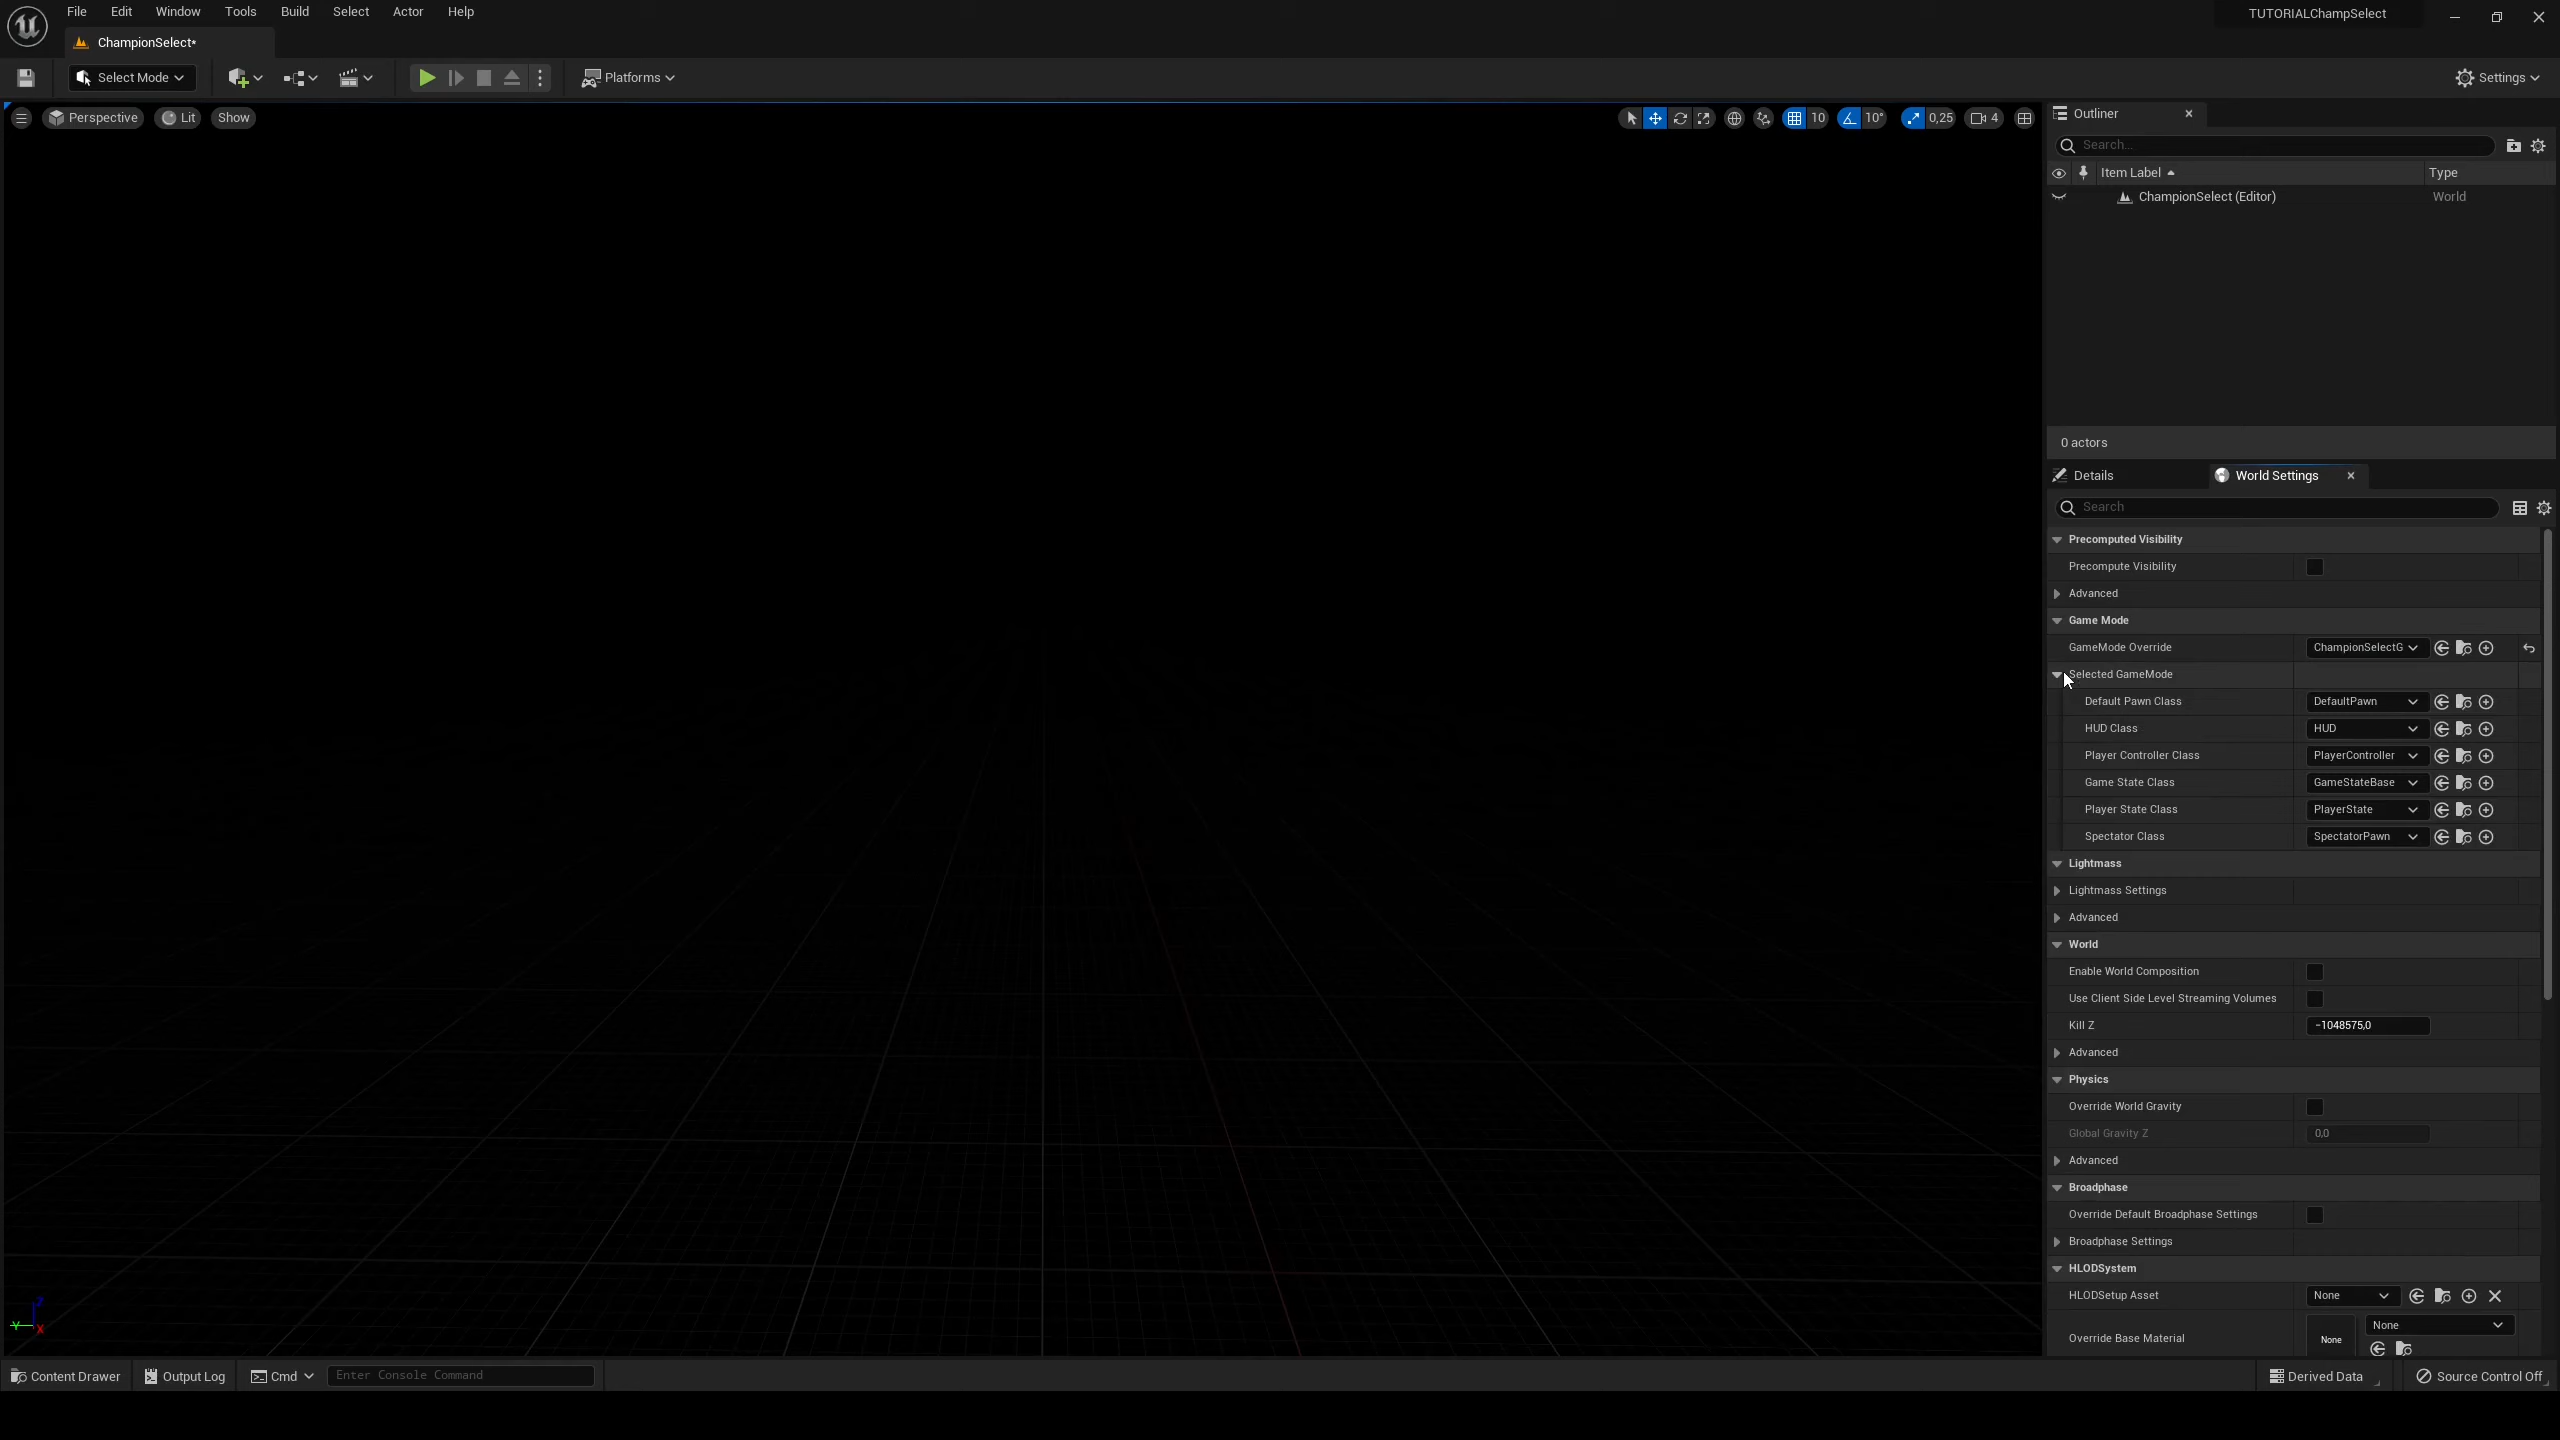 File Edit Window Tools Build Select Actor Help
TUTORIALChampSelect
ChampionSelect*
Select Mode
Platforms
Settings
Perspective Lit Show
10 10° 0,25 4
Outliner
Search...
Item Label Type
ChampionSelect (Editor) World
0 actors
Details World Settings
Search
Precomputed Visibility
Precompute Visibility
Advanced
Game Mode
GameMode Override ChampionSelectG
Selected GameMode
Default Pawn Class DefaultPawn
HUD Class HUD
Player Controller Class PlayerController
Game State Class GameStateBase
Player State Class PlayerState
Spectator Class SpectatorPawn
Lightmass
Lightmass Settings
Advanced
World
Enable World Composition
Use Client Side Level Streaming Volumes
Kill Z -1048575,0
Advanced
Physics
Override World Gravity
Global Gravity Z 0,0
Advanced
Broadphase
Override Default Broadphase Settings
Broadphase Settings
HLODSystem
HLODSetup Asset None
Override Base Material None None
Z
Y
X
Content Drawer Output Log Cmd Enter Console Command Derived Data Source Control Off